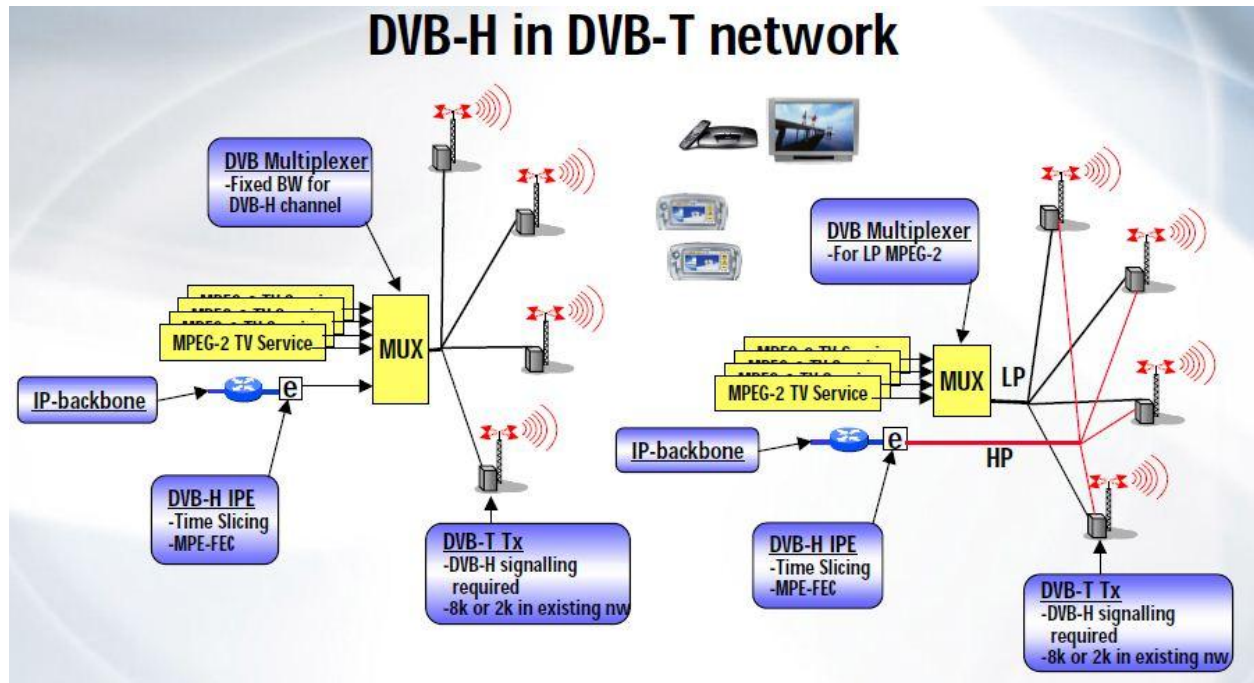 DVB-H in DVB-T network
DVB Multiplexer
-Fixed BW for
DVB-H channel
MPEG-2 TV Service
MUX
IP-backbone
e
DVB-H IPE
-Time Slicing
-MPE-FEC
DVB-T Tx
-DVB-H signalling
required
-8k or 2k in existing nw
DVB Multiplexer
-For LP MPEG-2
MPEG-2 TV Service
MUX
LP
IP-backbone
e
HP
DVB-H IPE
-Time Slicing
-MPE-FEC
DVB-T Tx
-DVB-H signalling
required
-8k or 2k in existing nw